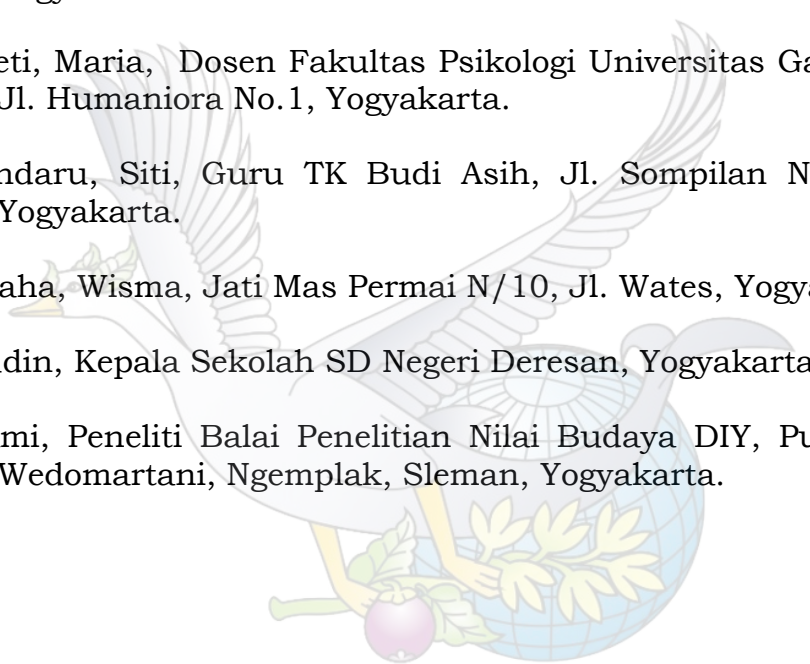 eti, Maria, Dosen Fakultas Psikologi Universitas Ga
Jl. Humaniora No.1, Yogyakarta.
ndaru, Siti, Guru TK Budi Asih, Jl. Sompilan N
Yogyakarta.
aha, Wisma, Jati Mas Permai N/10, Jl. Wates, Yogya
din, Kepala Sekolah SD Negeri Deresan, Yogyakarta
mi, Peneliti Balai Penelitian Nilai Budaya DIY, Pu
Wedomartani, Ngemplak, Sleman, Yogyakarta.